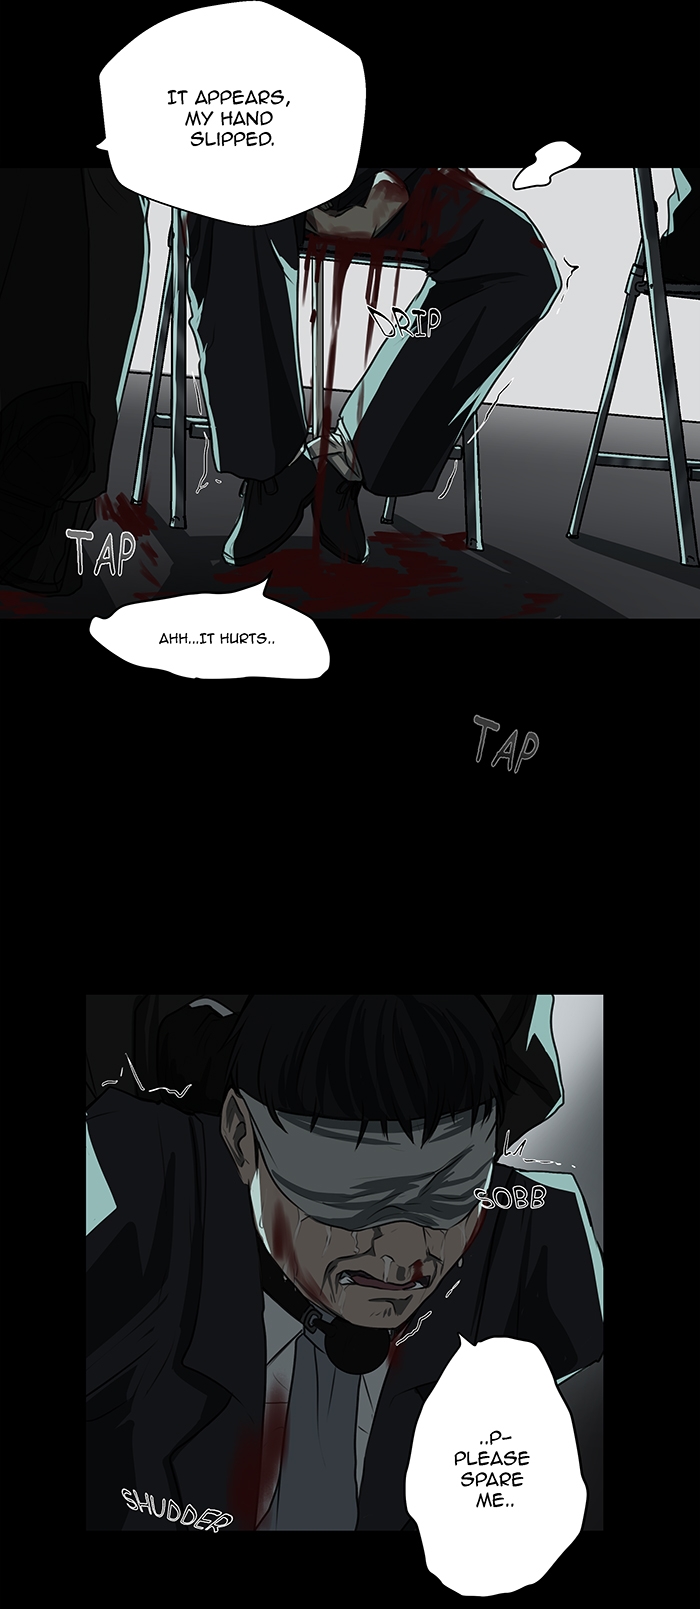 IT APPEARS,
MY HAND
SLIPPED.
DRIP
TAP
AHH...IT HURTS..
TAP
SOBB
..P-
PLEASE
SPARE
ME..
SHUDDER